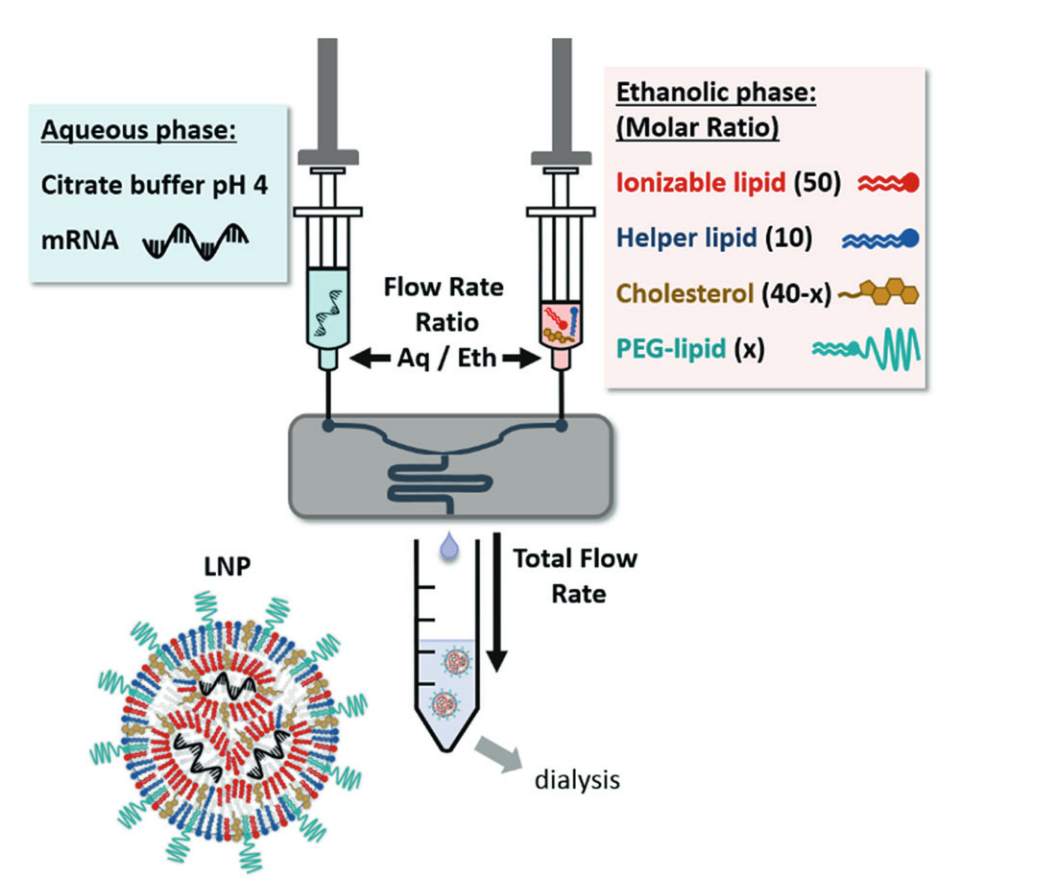 Aqueous phase:
Citrate buffer pH 4
mRNA
Ethanolic phase:
(Molar Ratio)
Ionizable lipid (50)
Helper lipid (10)
Cholesterol (40-x)
PEG-lipid (x)
Flow Rate
Ratio
Aq / Eth
Total Flow
Rate
LNP
dialysis